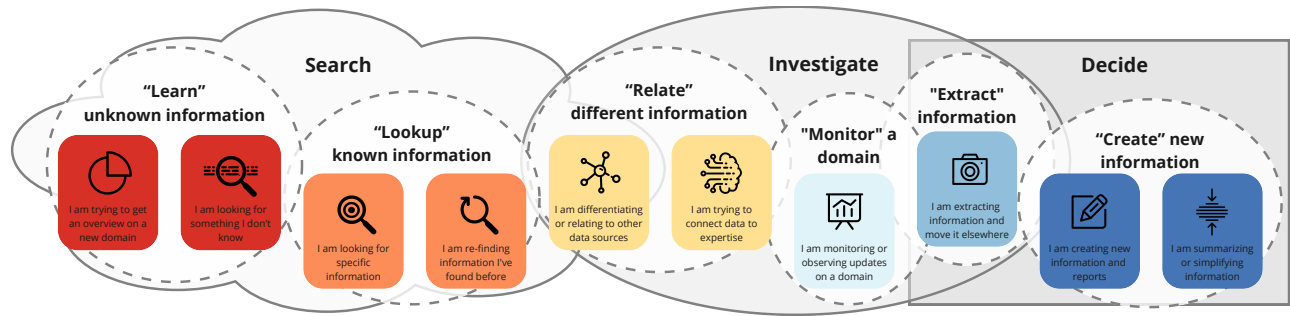 Search
Investigate
Decide
“Learn”
unknown information
I am trying to get
an overview on a
new domain
I am looking for
something I don't
know
“Lookup”
known information
I am looking for
specific
information
I am re-finding
information I've
found before
“Relate”
different information
I am differentiating
or relating to other
data sources
I am trying to
connect data to
expertise
"Monitor" a
domain
I am monitoring or
observing updates
on a domain
"Extract"
information
I am extracting
information and
move it elsewhere
“Create” new
information
I am creating new
information and
reports
I am summarizing
or simplifying
information